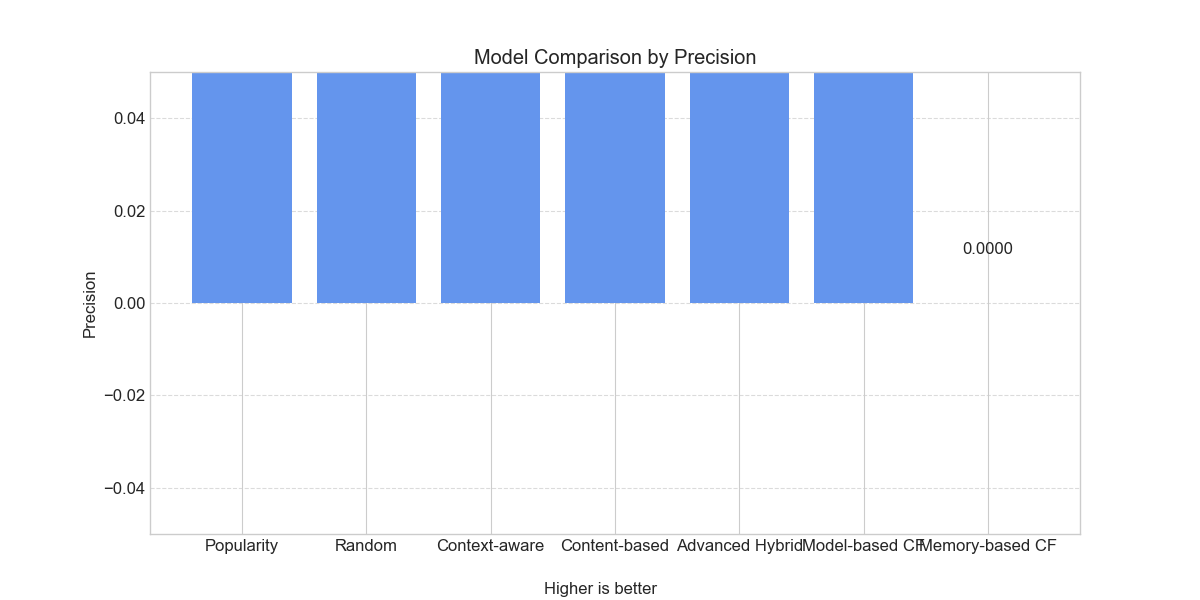 Model Comparison by Precision
0.04
0.02
0.0000
0.00
−0.02
−0.04
Precision
Popularity
Random
Context-aware
Content-based
Advanced Hybrid
Model-based CF
Memory-based CF
Higher is better